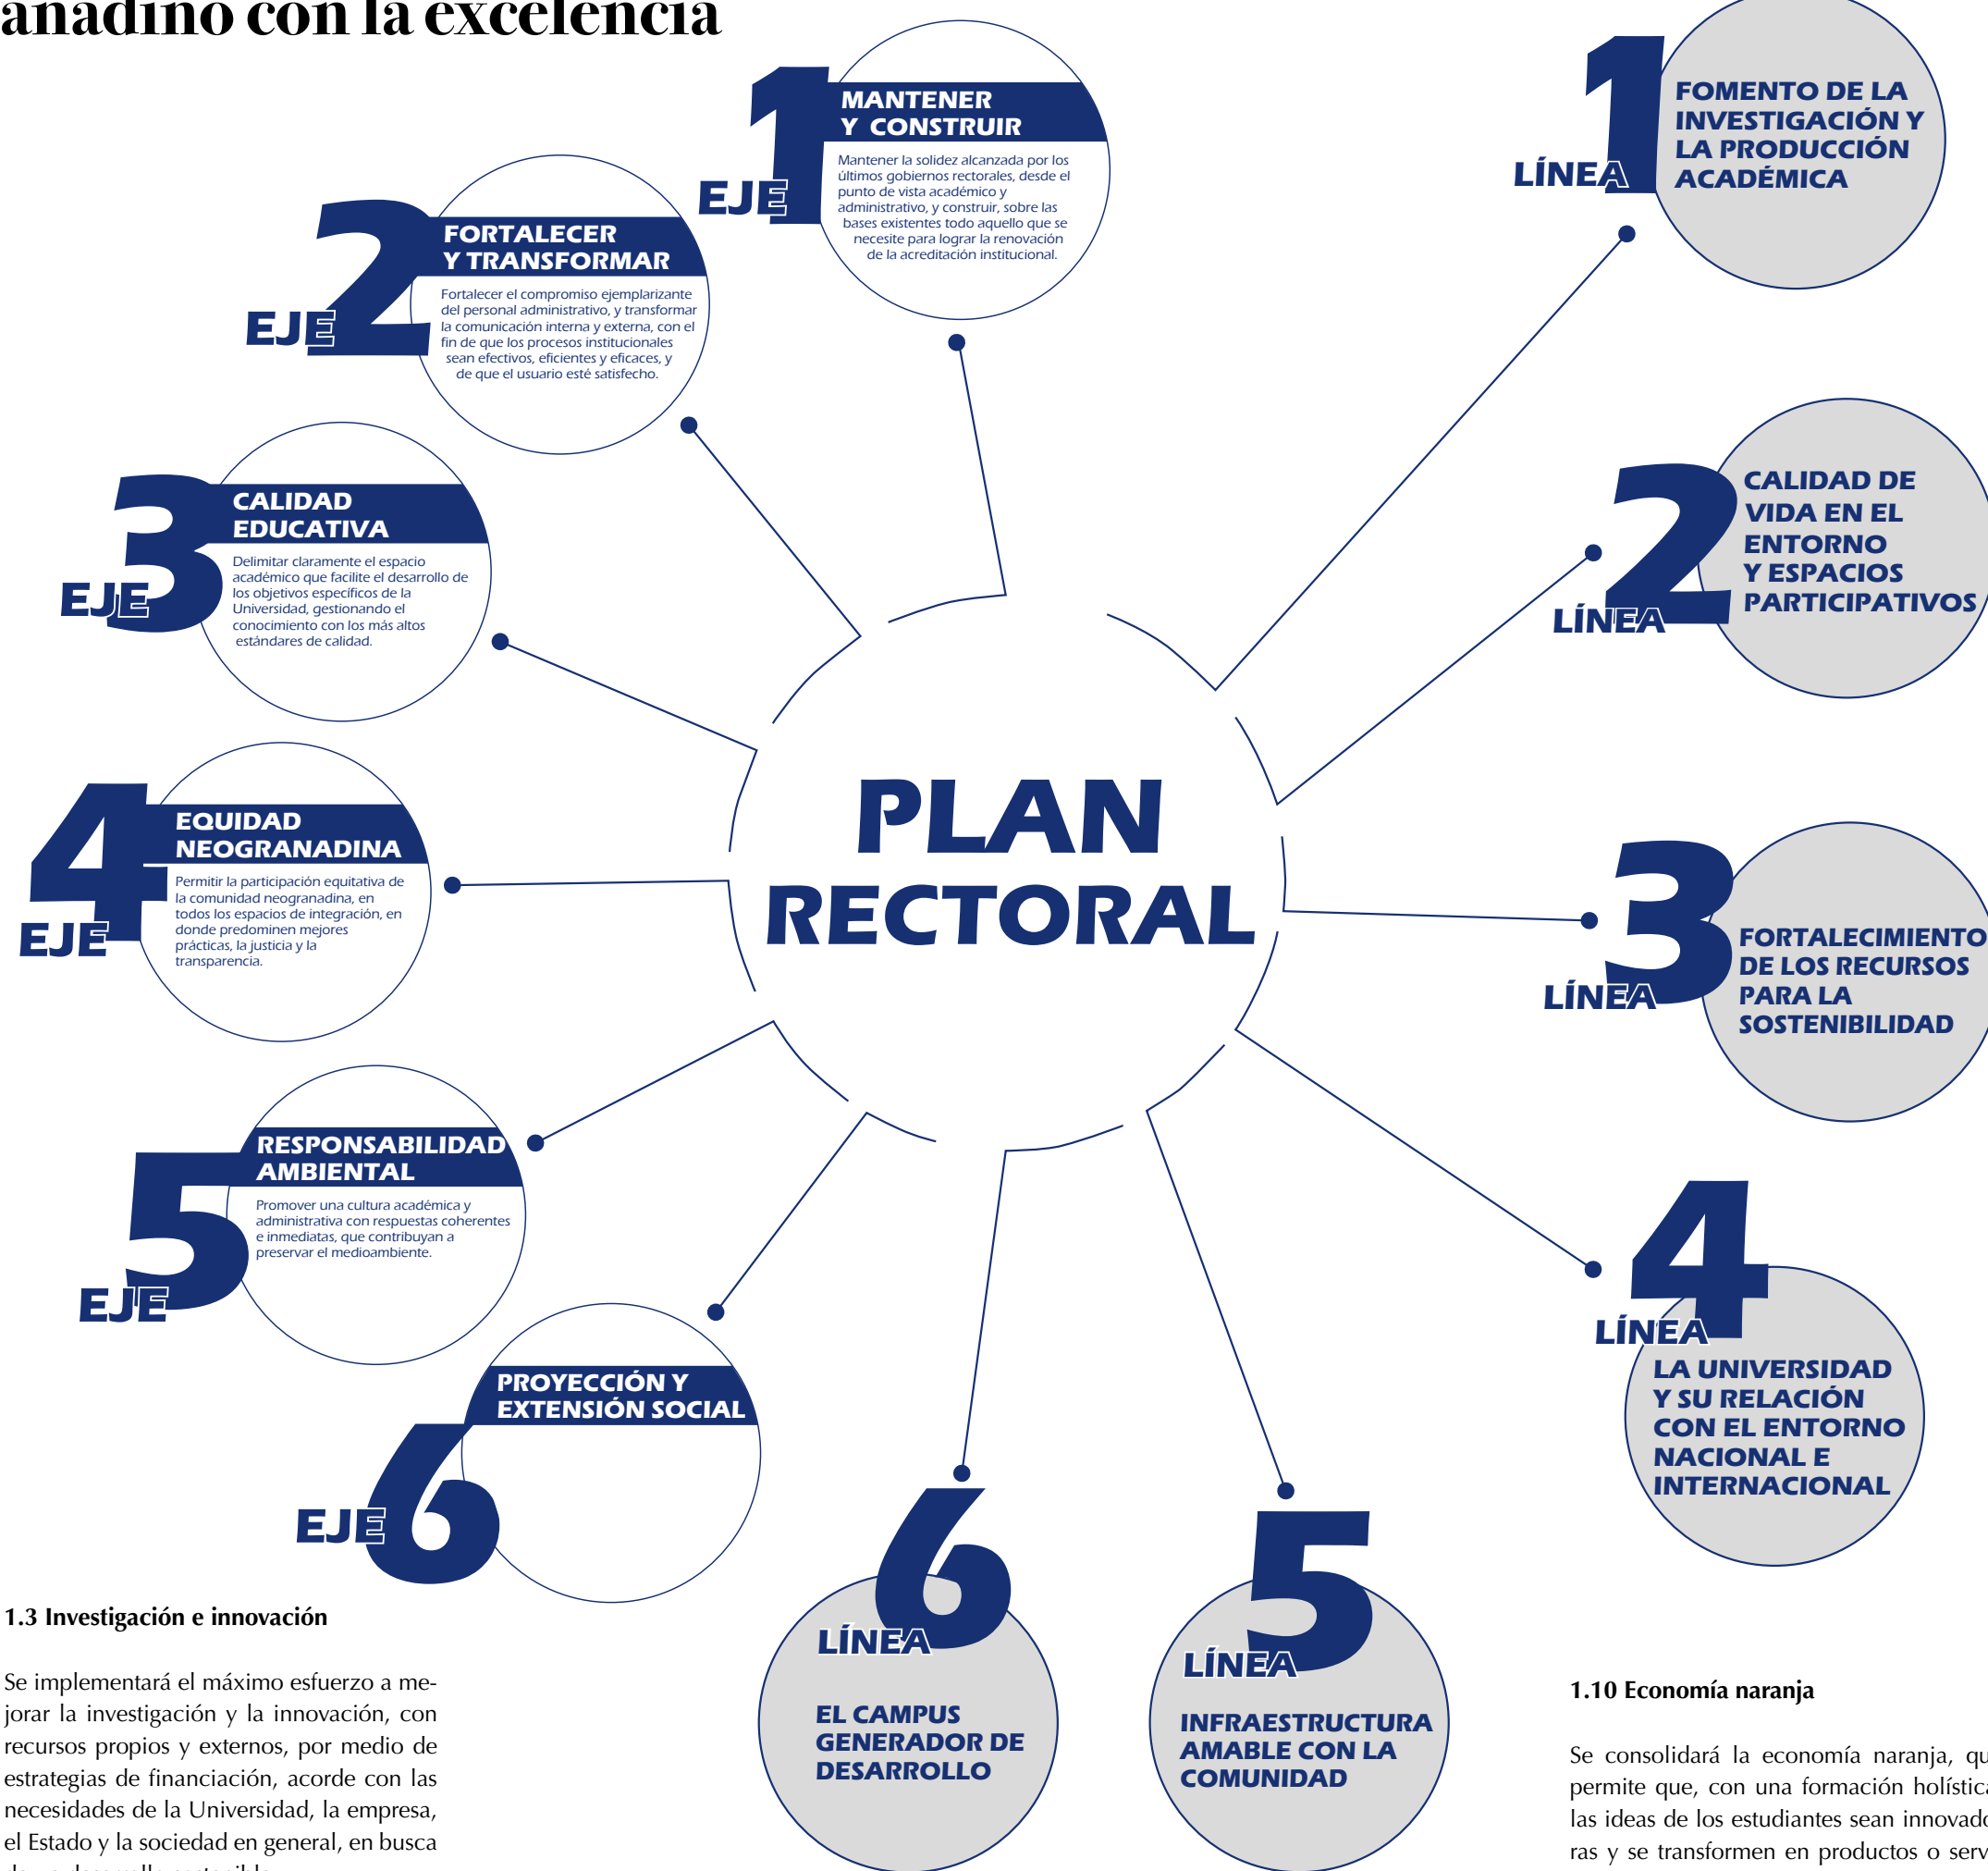 anadino con la excelencia
EJE 1
MANTENER
Y CONSTRUIR
Mantener la solidez alcanzada por los
últimos gobiernos rectorales, desde el
punto de vista académico y
administrativo, y construir, sobre las
bases existentes todo aquello que se
necesite para lograr la renovación
de la acreditación institucional.
EJE 2
FORTALECER
Y TRANSFORMAR
Fortalecer el compromiso ejemplarizante
del personal administrativo, y transformar
la comunicación interna y externa, con el
fin de que los procesos institucionales
sean efectivos, eficientes y eficaces, y
de que el usuario esté satisfecho.
EJE 3
CALIDAD
EDUCATIVA
Delimitar claramente el espacio
académico que facilite el desarrollo de
los objetivos específicos de la
Universidad, gestionando el
conocimiento con los más altos
estándares de calidad.
EJE 4
EQUIDAD
NEOGRANADINA
Permitir la participación equitativa de
la comunidad neogranadina, en
todos los espacios de integración, en
donde predominen mejores
prácticas, la justicia y la
transparencia.
EJE 5
RESPONSABILIDAD
AMBIENTAL
Promover una cultura académica y
administrativa con respuestas coherentes
e inmediatas, que contribuyan a
preservar el medioambiente.
EJE 6
PROYECCIÓN Y
EXTENSIÓN SOCIAL
PLAN
RECTORAL
LÍNEA 1
FOMENTO DE LA
INVESTIGACIÓN Y
LA PRODUCCIÓN
ACADÉMICA
LÍNEA 2
CALIDAD DE
VIDA EN EL
ENTORNO
Y ESPACIOS
PARTICIPATIVOS
LÍNEA 3
FORTALECIMIENTO
DE LOS RECURSOS
PARA LA
SOSTENIBILIDAD
LÍNEA 4
LA UNIVERSIDAD
Y SU RELACIÓN
CON EL ENTORNO
NACIONAL E
INTERNACIONAL
LÍNEA 5
INFRAESTRUCTURA
AMABLE CON LA
COMUNIDAD
LÍNEA 6
EL CAMPUS
GENERADOR DE
DESARROLLO
1.3 Investigación e innovación
Se implementará el máximo esfuerzo a me-
jorar la investigación y la innovación, con
recursos propios y externos, por medio de
estrategias de financiación, acorde con las
necesidades de la Universidad, la empresa,
el Estado y la sociedad en general, en busca
1.10 Economía naranja
Se consolidará la economía naranja, qu
permite que, con una formación holística
las ideas de los estudiantes sean innovado
ras y se transformen en productos o serv